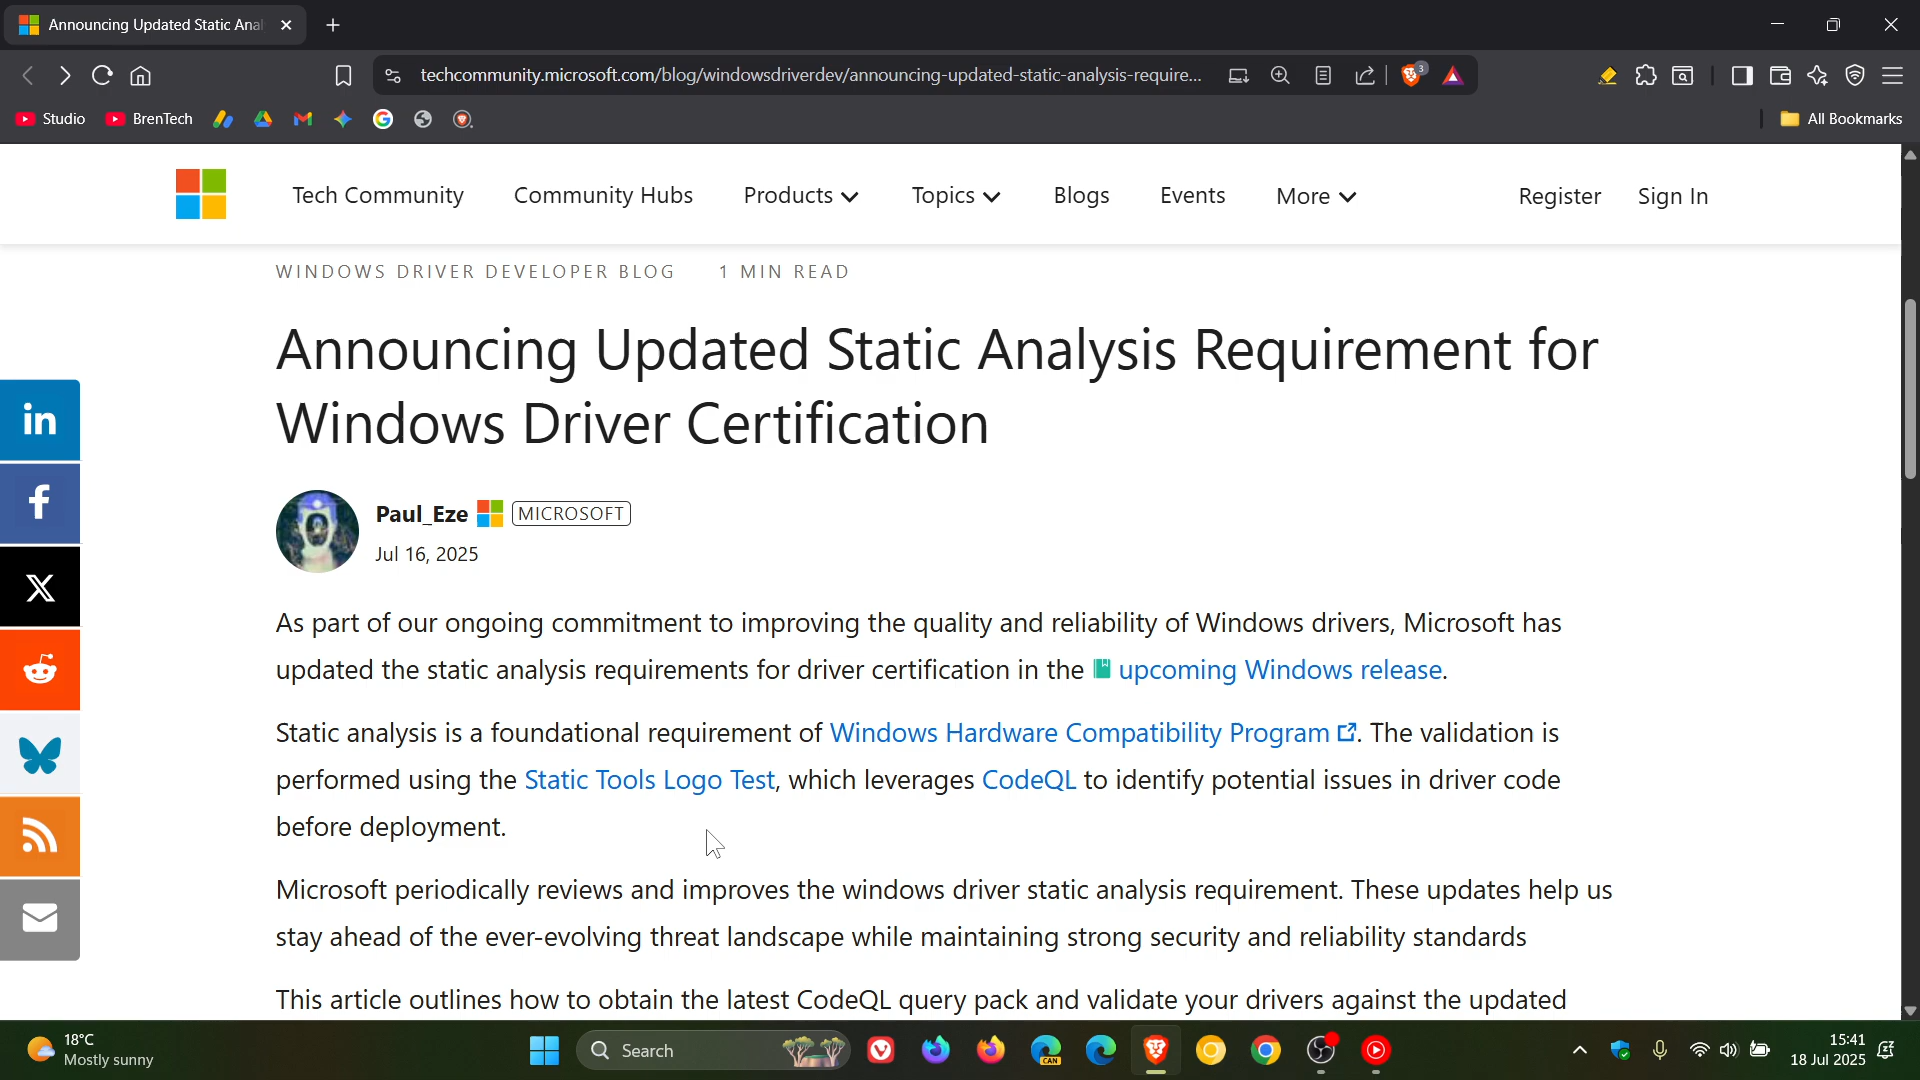 Announcing Updated Static Anal
techcommunity.microsoft.com/blog/windowsdriverdev/announcing-updated-static-analysis-require...
3
Studio
BrenTech
All Bookmarks
Tech Community
Community Hubs
Products
Topics
Blogs
Events
More
Register
Sign In
WINDOWS DRIVER DEVELOPER BLOG
1 MIN READ
Announcing Updated Static Analysis Requirement for
Windows Driver Certification
Paul_Eze MICROSOFT
Jul 16, 2025
As part of our ongoing commitment to improving the quality and reliability of Windows drivers, Microsoft has
updated the static analysis requirements for driver certification in the upcoming Windows release.
Static analysis is a foundational requirement of Windows Hardware Compatibility Program. The validation is
performed using the Static Tools Logo Test, which leverages CodeQL to identify potential issues in driver code
before deployment.
Microsoft periodically reviews and improves the windows driver static analysis requirement. These updates help us
stay ahead of the ever-evolving threat landscape while maintaining strong security and reliability standards
This article outlines how to obtain the latest CodeQL query pack and validate your drivers against the updated
in
f
X
18°C
Mostly sunny
Search
CAN
15:41
18 Jul 2025